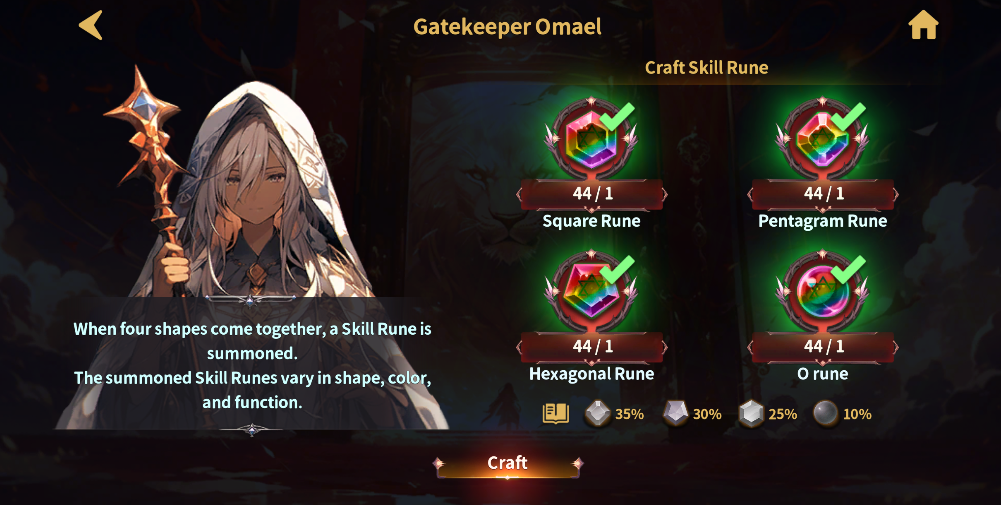 Gatekeeper Omael
Craft Skill Rune
44 / 1
44 / 1
Square Rune
Pentagram Rune
44 / 1
44 / 1
Hexagonal Rune
O rune
When four shapes come together, a Skill Rune is
summoned.
The summoned Skill Runes vary in shape, color,
and function.
35%
30%
25%
10%
Craft